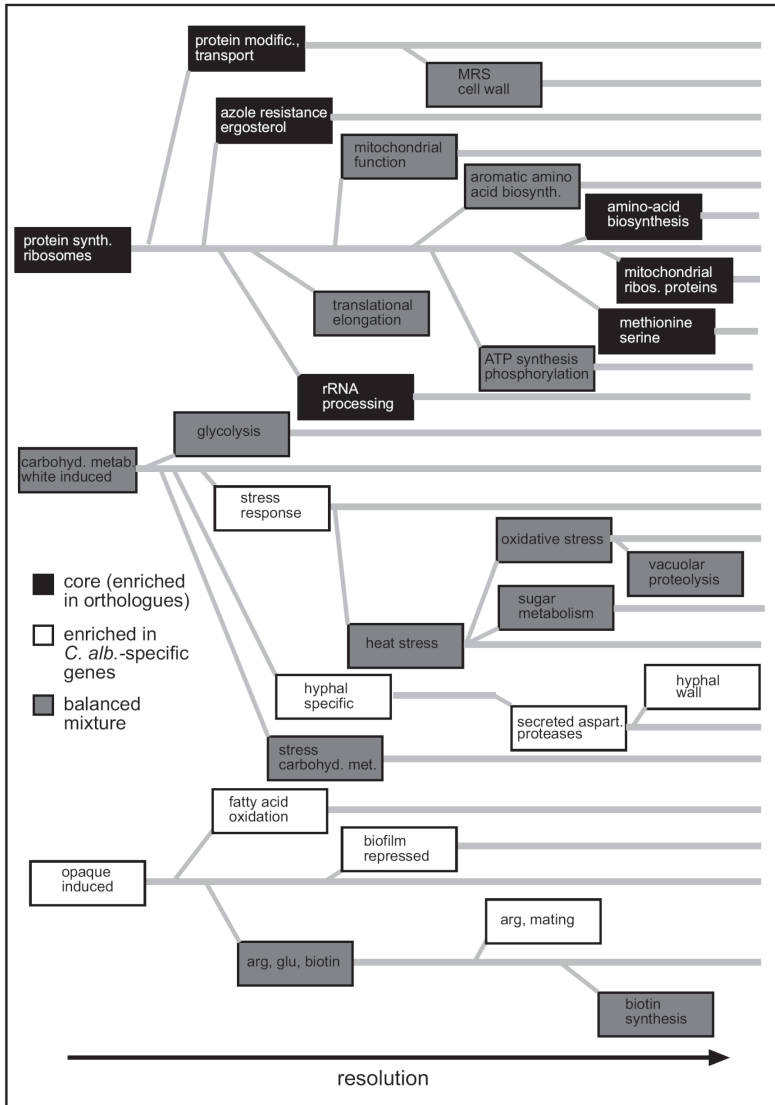 protein modific.,
transport
MRS
cell wall
azole resistance
ergosterol
mitochondrial
function
aromatic amino
acid biosynth.
amino-acid
biosynthesis
protein synth.
ribosomes
mitochondrial
ribos. proteins
translational
elongation
methionine
serine
ATP synthesis
phosphorylation
rRNA
processing
glycolysis
carbohyd. metab.
white induced
stress
response
oxidative stress
vacuolar
proteolysis
core (enriched
in orthologues)
sugar
metabolism
enriched in
C. alb.-specific
genes
heat stress
hyphal
specific
hyphal
wall
secreted aspart.
proteases
balanced
mixture
stress
carbohyd. met.
fatty acid
oxidation
biofilm
repressed
opaque
induced
arg, mating
arg, glu, biotin
biotin
synthesis
resolution